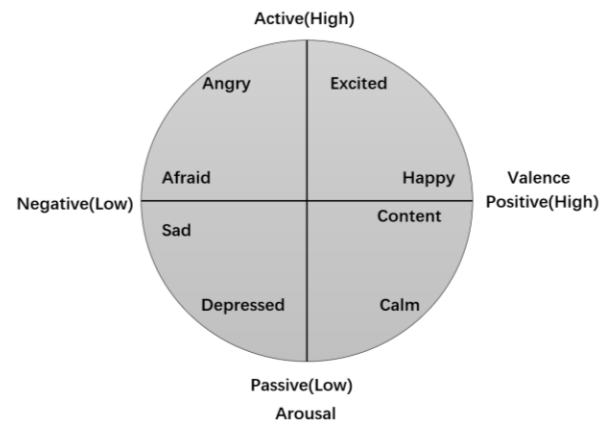 Active(High)
Angry
Excited
Afraid
Happy
Valence
Negative(Low)
Positive(High)
Sad
Content
Depressed
Calm
Passive(Low)
Arousal